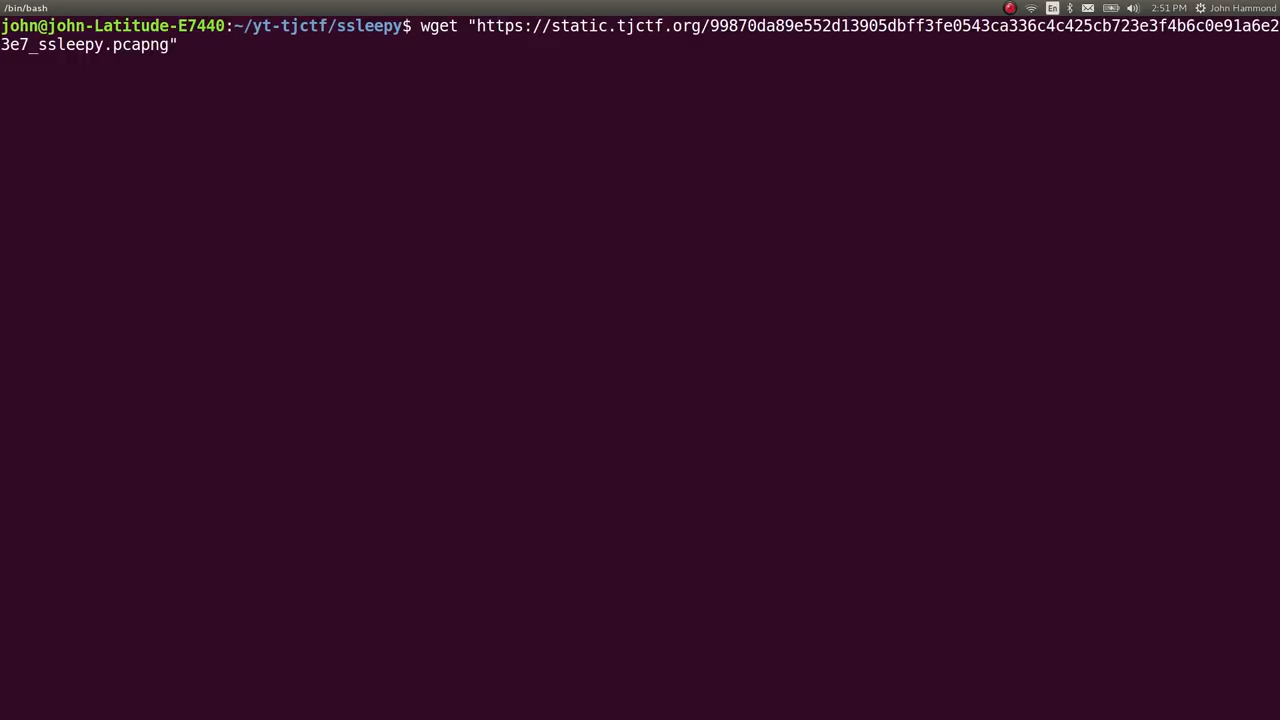 /bin/bash
En
2:51 PM
John Hammond
john@john-Latitude-E7440:~/yt-tjctf/ssleepy$ wget "https://static.tjctf.org/99870da89e552d13905dbff3fe0543ca336c4c425cb723e3f4b6c0e91a6e2
3e7_ssleepy.pcapng"